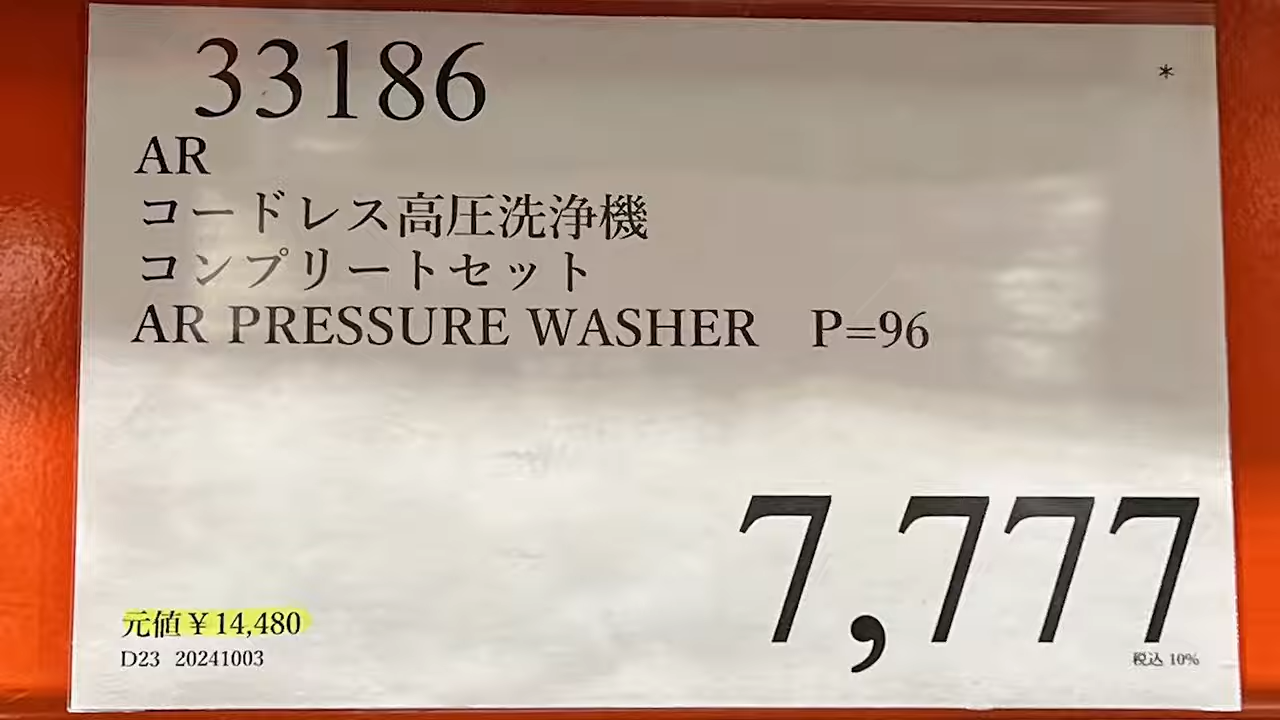 33186
*
AR
コードレス高圧洗浄機
コンプリートセット
AR PRESSURE WASHER　P=96
7,777
元値￥14,480
D23 20241003
税込 10%